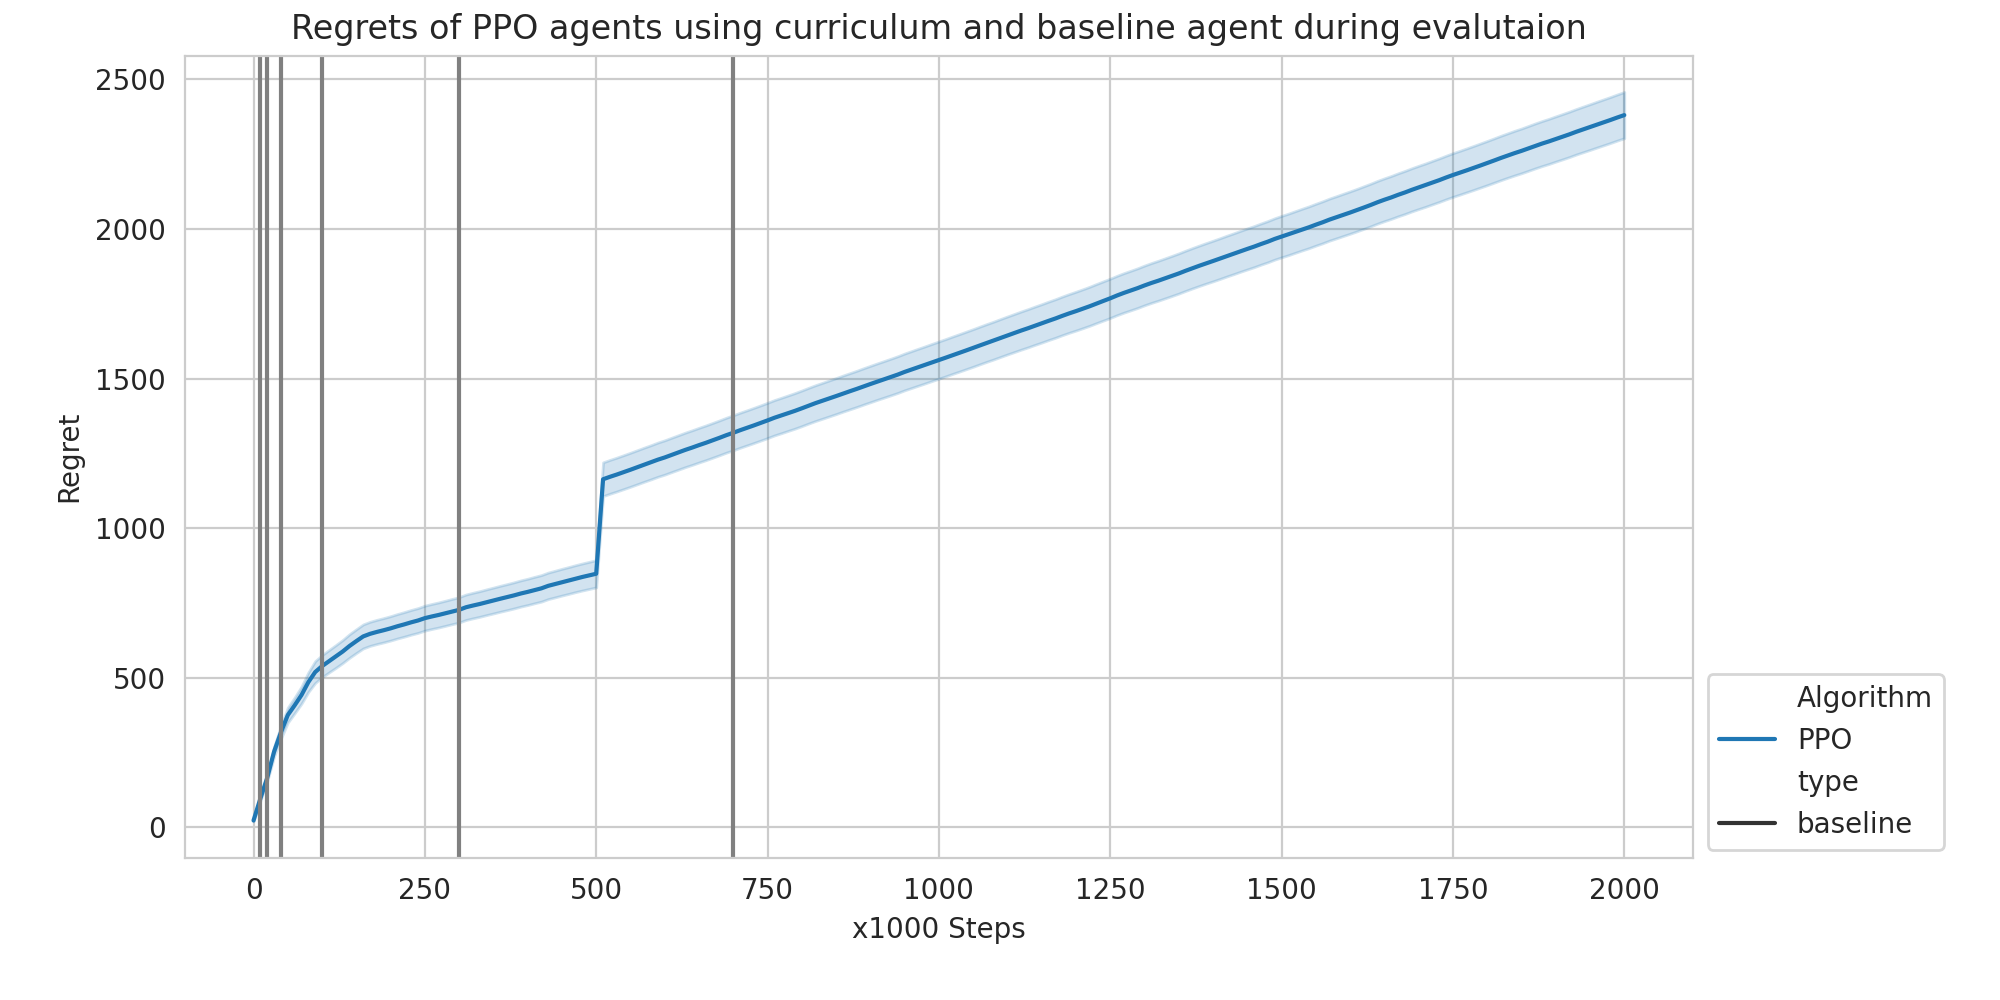 Regrets of PPO agents using curriculum and baseline agent during evalutaion
2500
2000
1500
1000
500
0
Regret
0 250 500 750 1000 1250 1500 1750 2000
x1000 Steps
Algorithm
PPO
type
baseline